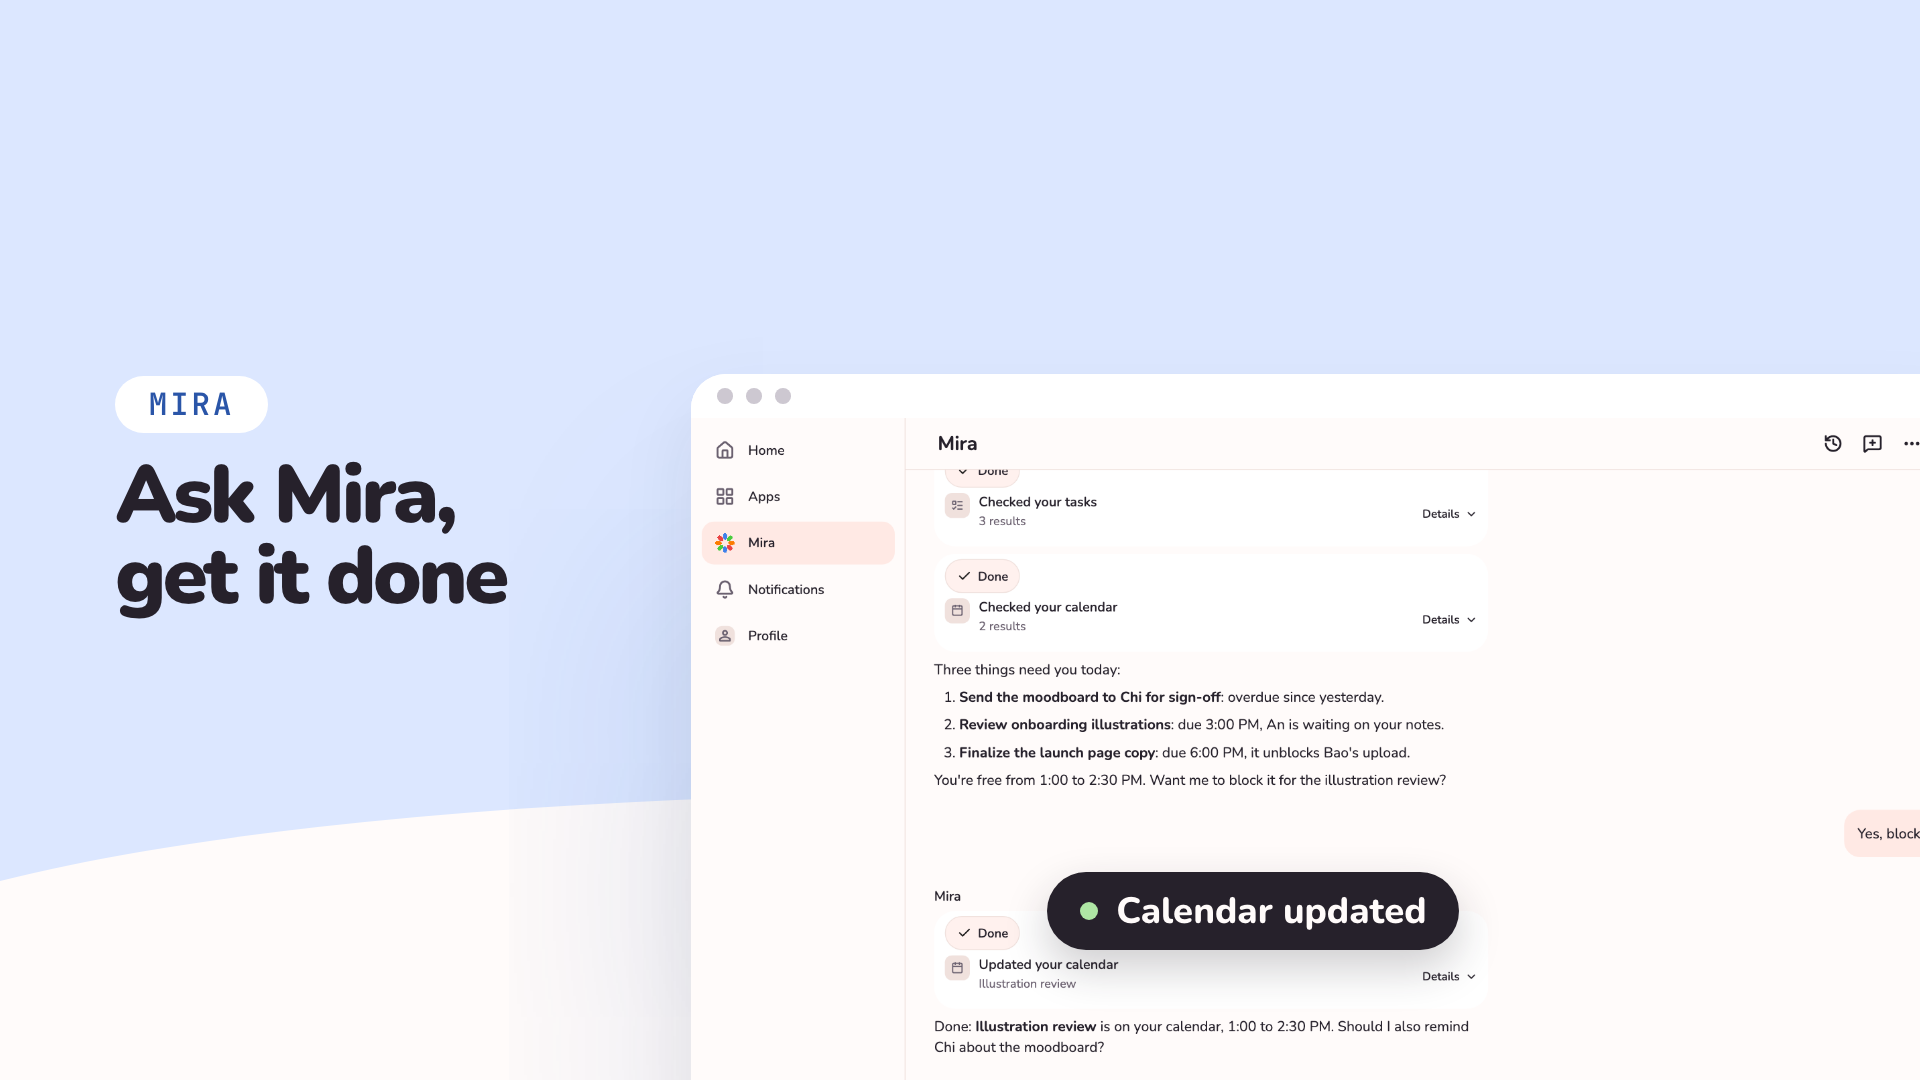 MIRA
Ask Mira,
get it done
Home
Apps
Mira
Notifications
Profile
Mira
Done
Checked your tasks
3 results
Details
Done
Checked your calendar
2 results
Details
Three things need you today:
1. Send the moodboard to Chi for sign-off: overdue since yesterday.
2. Review onboarding illustrations: due 3:00 PM, An is waiting on your notes.
3. Finalize the launch page copy: due 6:00 PM, it unblocks Bao's upload.
You're free from 1:00 to 2:30 PM. Want me to block it for the illustration review?
Yes, block
Mira
Calendar updated
Done
Updated your calendar
Illustration review
Details
Done: Illustration review is on your calendar, 1:00 to 2:30 PM. Should I also remind
Chi about the moodboard?